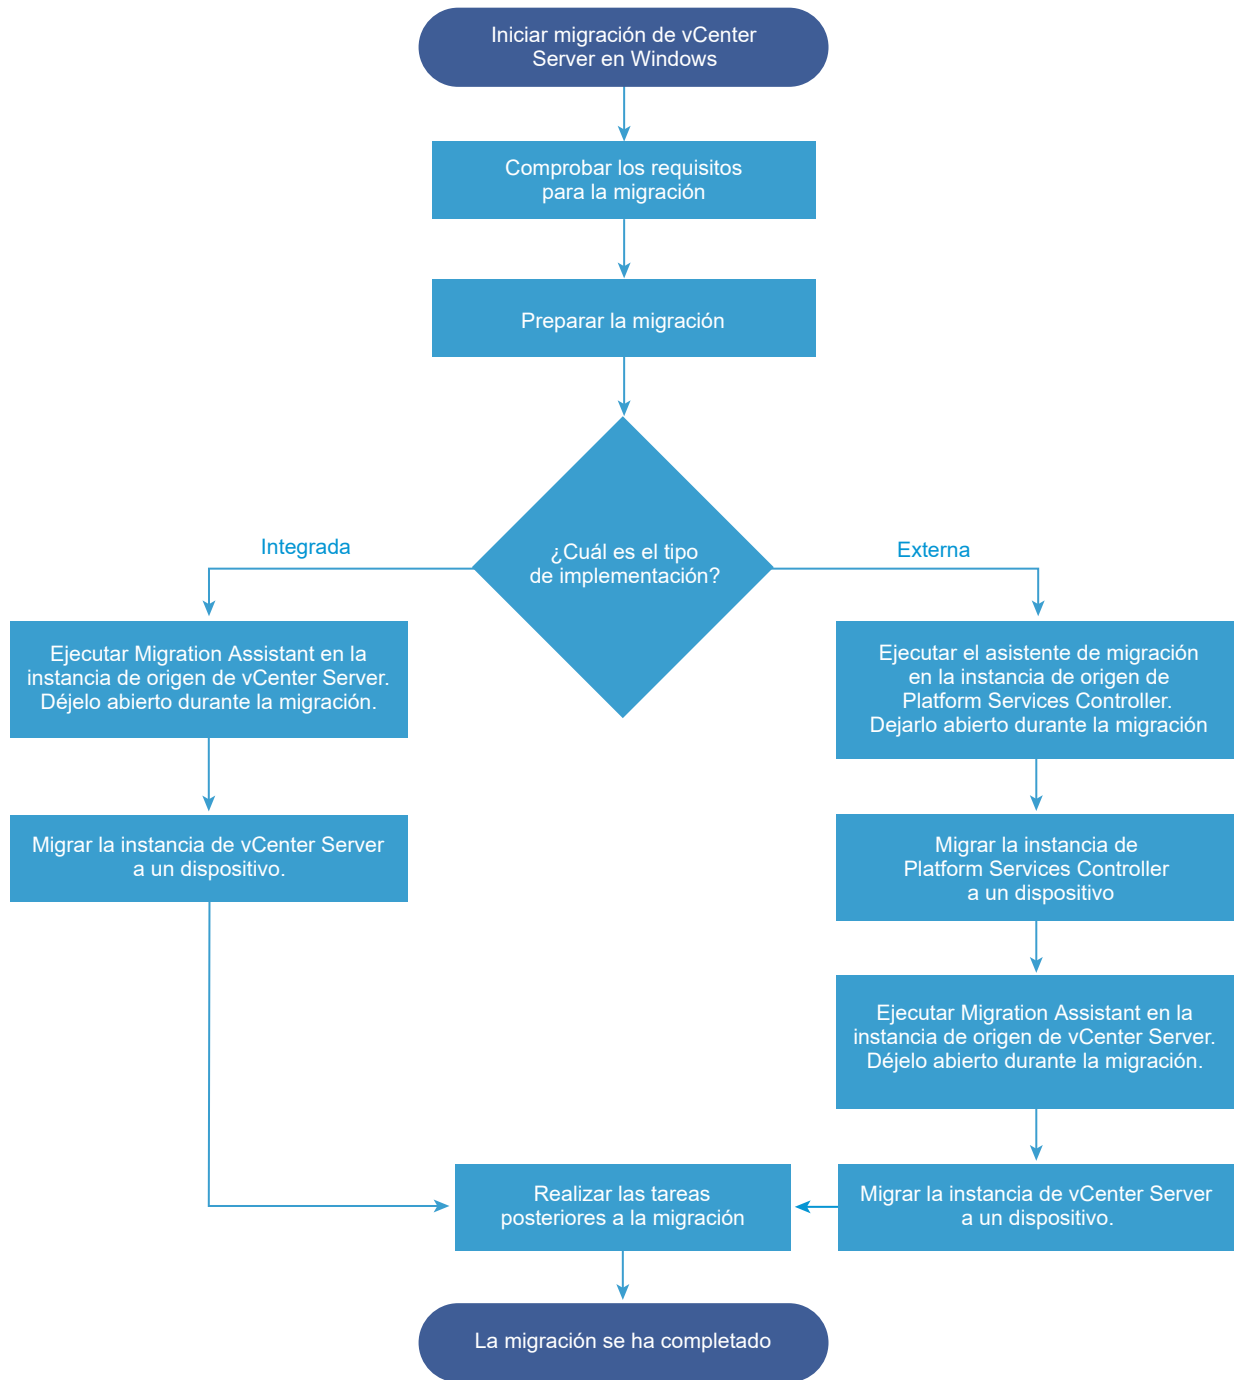 Iniciar migración de vCenter
Server en Windows
Comprobar los requisitos
para la migración
Preparar la migración
¿Cuál es el tipo
de implementación?
Integrada
Externa
Ejecutar Migration Assistant en la
instancia de origen de vCenter Server.
Déjelo abierto durante la migración.
Migrar la instancia de vCenter Server
a un dispositivo.
Ejecutar el asistente de migración
en la instancia de origen de
Platform Services Controller.
Dejarlo abierto durante la migración
Migrar la instancia de
Platform Services Controller
a un dispositivo
Ejecutar Migration Assistant en la
instancia de origen de vCenter Server.
Déjelo abierto durante la migración.
Migrar la instancia de vCenter Server
a un dispositivo.
Realizar las tareas
posteriores a la migración
La migración se ha completado